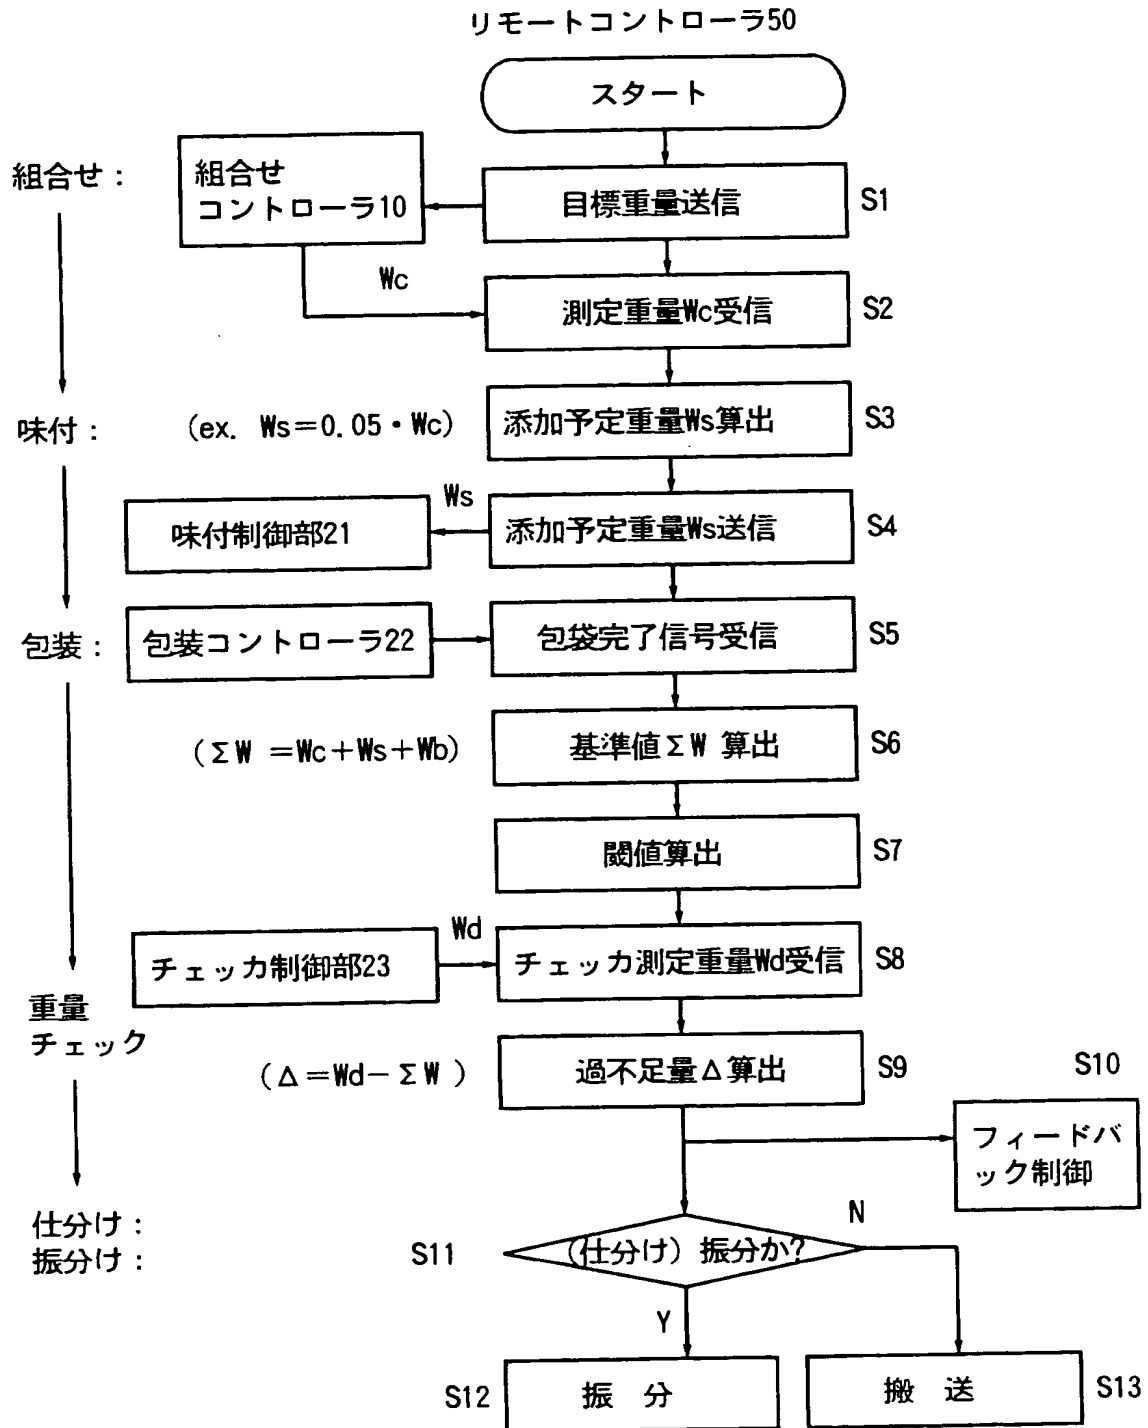 リモートコントローラ50
スタート
組合せ：
組合せ
コントローラ10
目標重量送信
S1
Wc
測定重量Wc受信
S2
味付：
(ex. Ws＝0.05・Wc)
添加予定重量Ws算出
S3
Ws
味付制御部21
添加予定重量Ws送信
S4
包装：
包装コントローラ22
包袋完了信号受信
S5
(ΣW ＝Wc＋Ws＋Wb)
基準値ΣW 算出
S6
閾値算出
S7
Wd
チェッカ制御部23
チェッカ測定重量Wd受信
S8
重量
チェック
(Δ＝Wd−ΣW )
過不足量Δ算出
S9
S10
フィードバ
ック制御
仕分け：
振分け：
S11
(仕分け) 振分か?
N
Y
S12
振 分
搬 送
S13